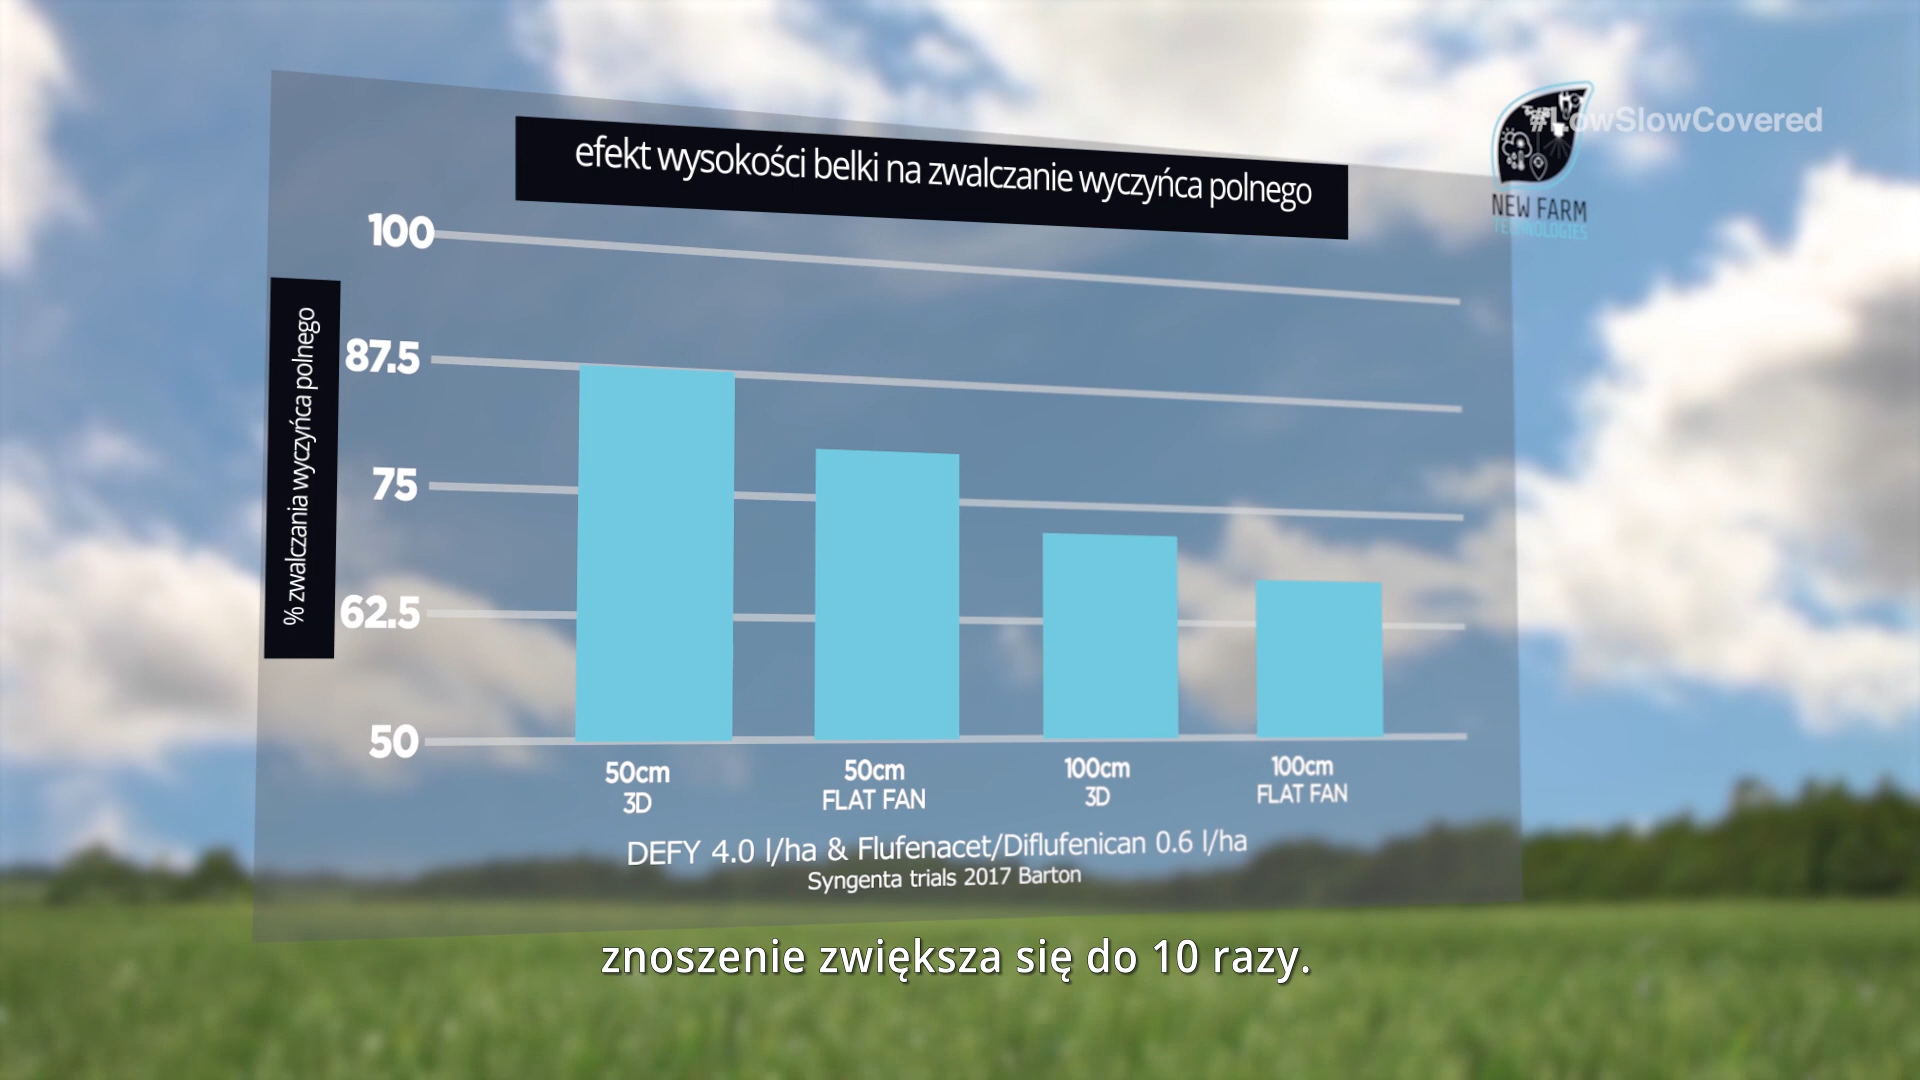 #LowSlowCovered
NEW FARM
TECHNOLOGIES
efekt wysokości belki na zwalczanie wyczyńca polnego
% zwalczania wyczyńca polnego
100
87.5
75
62.5
50
50cm
3D
50cm
FLAT FAN
100cm
3D
100cm
FLAT FAN
DEFY 4.0 l/ha & Flufenacet/Diflufenican 0.6 l/ha
Syngenta trials 2017 Barton
znoszenie zwiększa się do 10 razy.